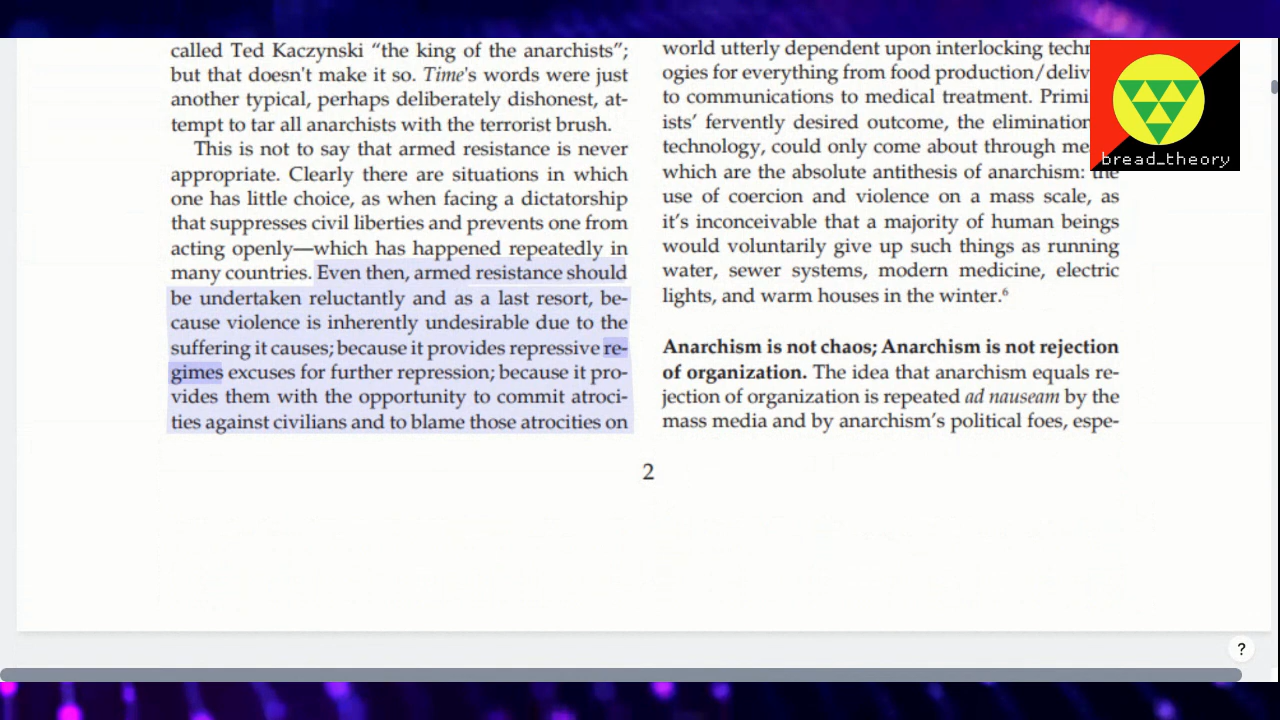 called Ted Kaczynski “the king of the anarchists”;
but that doesn't make it so. Time's words were just
another typical, perhaps deliberately dishonest, at-
tempt to tar all anarchists with the terrorist brush.
This is not to say that armed resistance is never
appropriate. Clearly there are situations in which
one has little choice, as when facing a dictatorship
that suppresses civil liberties and prevents one from
acting openly—which has happened repeatedly in
many countries. Even then, armed resistance should
be undertaken reluctantly and as a last resort, be-
cause violence is inherently undesirable due to the
suffering it causes; because it provides repressive re-
gimes excuses for further repression; because it pro-
vides them with the opportunity to commit atroci-
ties against civilians and to blame those atrocities on
world utterly dependent upon interlocking techn
ogies for everything from food production/deliv
to communications to medical treatment. Primi
ists’ fervently desired outcome, the elimination
technology, could only come about through me
which are the absolute antithesis of anarchism: the
use of coercion and violence on a mass scale, as
it’s inconceivable that a majority of human beings
would voluntarily give up such things as running
water, sewer systems, modern medicine, electric
lights, and warm houses in the winter.⁶
Anarchism is not chaos; Anarchism is not rejection
of organization. The idea that anarchism equals re-
jection of organization is repeated ad nauseam by the
mass media and by anarchism’s political foes, espe-
2
bread_theory
?